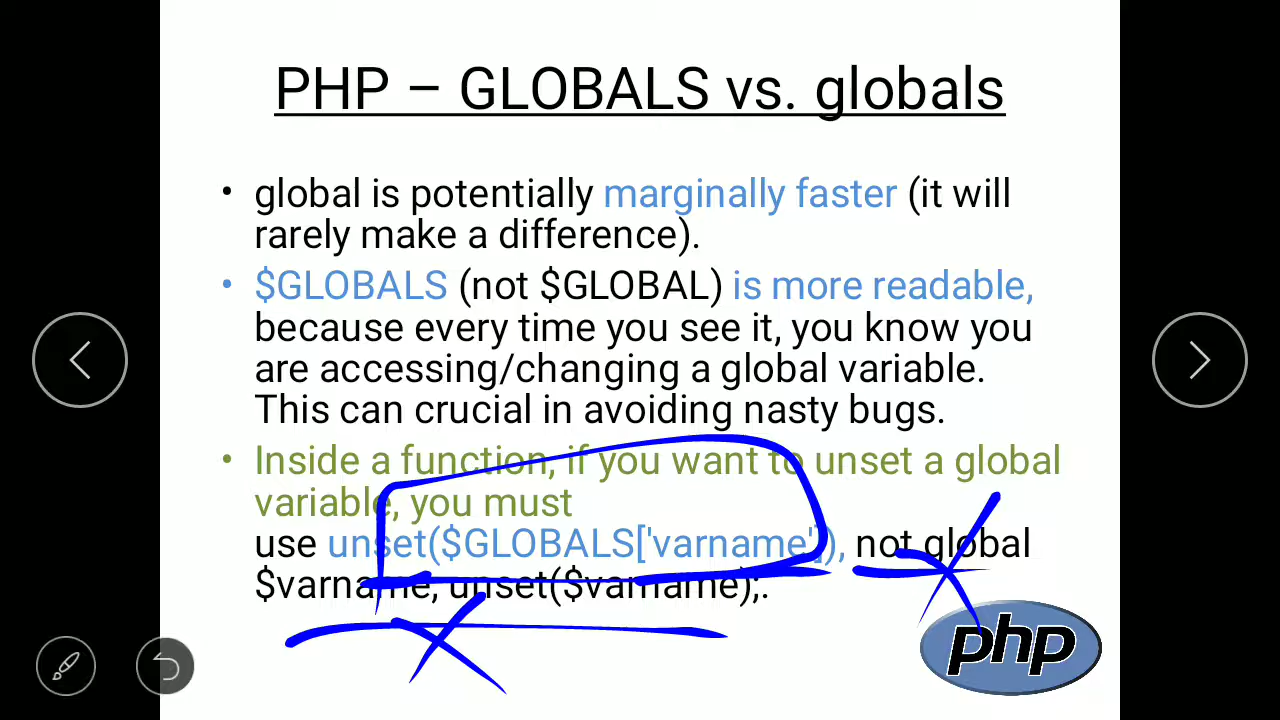 PHP – GLOBALS vs. globals
• global is potentially marginally faster (it will
rarely make a difference).
• $GLOBALS (not $GLOBAL) is more readable,
because every time you see it, you know you
are accessing/changing a global variable.
This can crucial in avoiding nasty bugs.
• Inside a function, if you want to unset a global
variable, you must
use unset($GLOBALS['varname']), not global
$varname; unset($varname);.
php